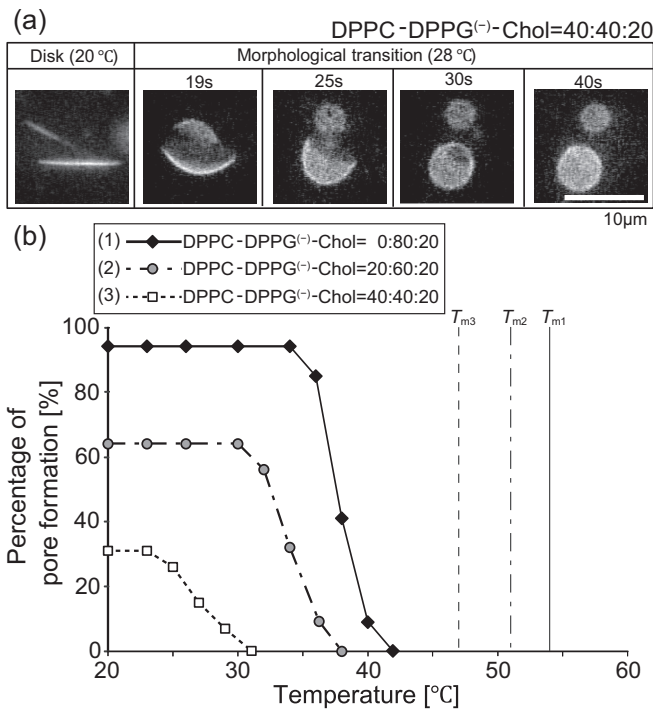 (a)
DPPC-DPPG(−)-Chol=40:40:20
Disk (20 ℃)
Morphological transition (28 ℃)
19s
25s
30s
40s
10μm
(b)
(1) DPPC-DPPG(−)-Chol= 0:80:20
(2) DPPC-DPPG(−)-Chol=20:60:20
(3) DPPC-DPPG(−)-Chol=40:40:20
Tm3
Tm2
Tm1
100
80
60
40
20
0
Percentage of
pore formation [%]
20
30
40
50
60
Temperature [℃]